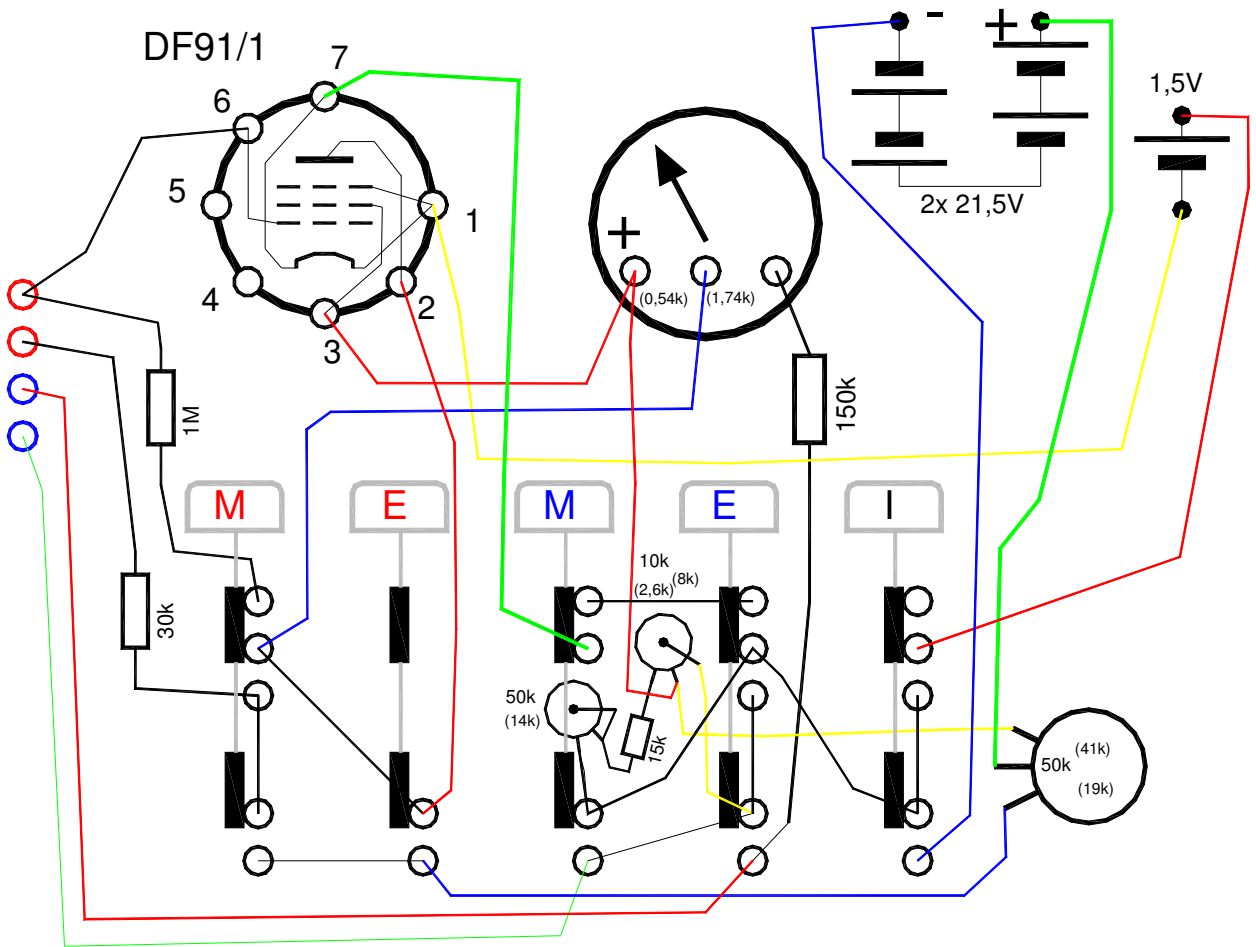 DF91/1
7
6
5
4
3
2
1
+
(0,54k)
(1,74k)
-
+
2x 21,5V
1,5V
1M
30k
150k
M
E
M
E
I
10k
(2,6k)
(8k)
50k
(14k)
15k
50k
(41k)
(19k)